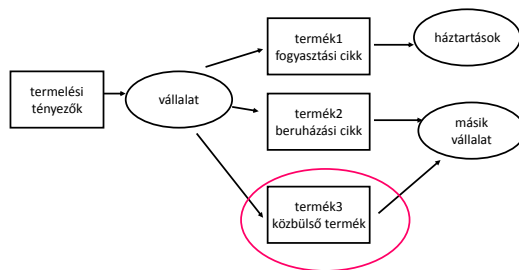 termék1
fogyasztási cikk
háztartások
termelési
tényezők
vállalat
termék2
beruházási cikk
másik
vállalat
termék3
közbülső termék